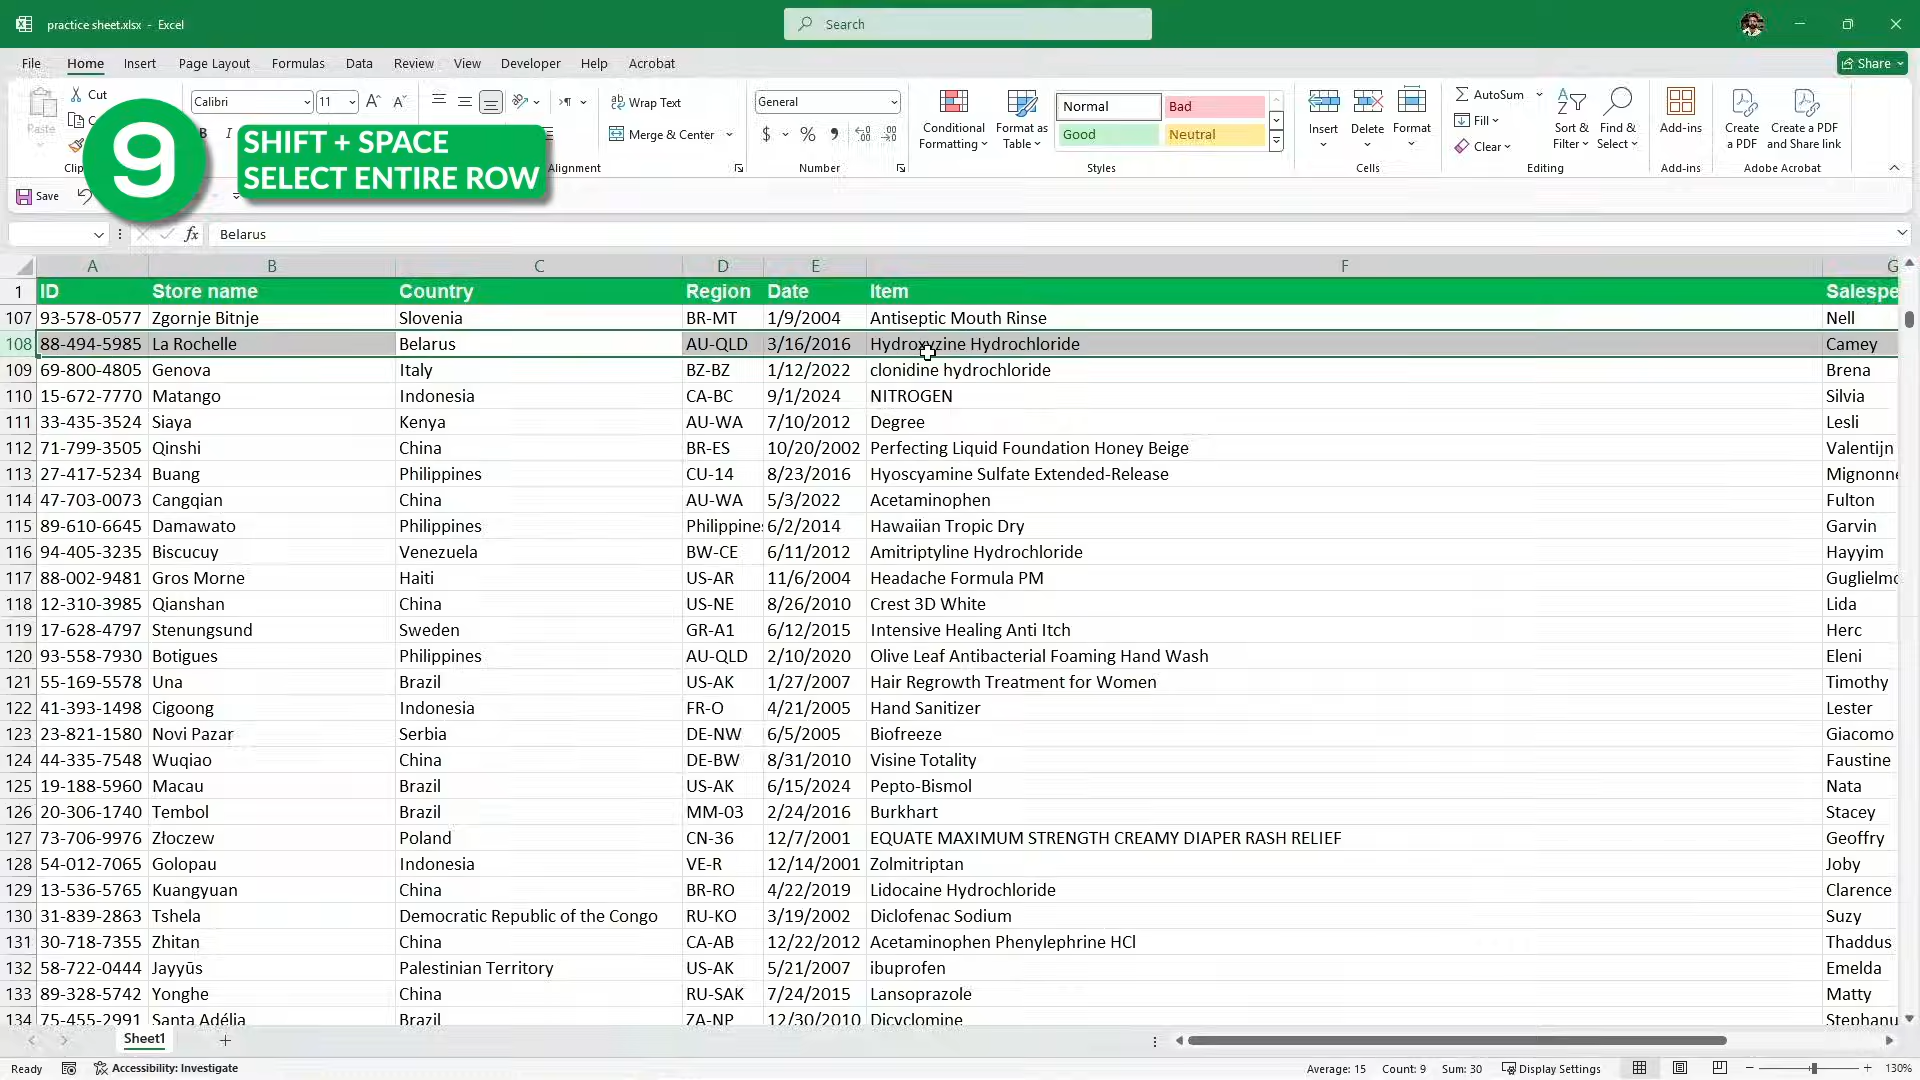 practice sheet.xlsx - Excel
Search
File Home Insert Page Layout Formulas Data Review View Developer Help Acrobat
Share
Cut
Paste
Calibri 11
Wrap Text
Merge & Center
General
$ % 9
Conditional Formatting
Format as Table
Normal Bad
Good Neutral
Insert Delete Format
AutoSum
Fill
Clear
Sort & Filter
Find & Select
Add-ins
Create a PDF
Create a PDF and Share link
Alignment Number Styles Cells Editing Add-ins Adobe Acrobat
9
SHIFT + SPACE
SELECT ENTIRE ROW
Save
fx Belarus
A B C D E F G
1 ID Store name Country Region Date Item Salespe
107 93-578-0577 Zgornje Bitnje Slovenia BR-MT 1/9/2004 Antiseptic Mouth Rinse Nell
108 88-494-5985 La Rochelle Belarus AU-QLD 3/16/2016 Hydroxyzine Hydrochloride Camey
109 69-800-4805 Genova Italy BZ-BZ 1/12/2022 clonidine hydrochloride Brena
110 15-672-7770 Matango Indonesia CA-BC 9/1/2024 NITROGEN Silvia
111 33-435-3524 Siaya Kenya AU-WA 7/10/2012 Degree Lesli
112 71-799-3505 Qinshi China BR-ES 10/20/2002 Perfecting Liquid Foundation Honey Beige Valentijn
113 27-417-5234 Buang Philippines CU-14 8/23/2016 Hyoscyamine Sulfate Extended-Release Mignonne
114 47-703-0073 Cangqian China AU-WA 5/3/2022 Acetaminophen Fulton
115 89-610-6645 Damawato Philippines Philippines 6/2/2014 Hawaiian Tropic Dry Garvin
116 94-405-3235 Biscucuy Venezuela BW-CE 6/11/2012 Amitriptyline Hydrochloride Hayyim
117 88-002-9481 Gros Morne Haiti US-AR 11/6/2004 Headache Formula PM Guglielmo
118 12-310-3985 Qianshan China US-NE 8/26/2010 Crest 3D White Lida
119 17-628-4797 Stenungsund Sweden GR-A1 6/12/2015 Intensive Healing Anti Itch Herc
120 93-558-7930 Botigues Philippines AU-QLD 2/10/2020 Olive Leaf Antibacterial Foaming Hand Wash Eleni
121 55-169-5578 Una Brazil US-AK 1/27/2007 Hair Regrowth Treatment for Women Timothy
122 41-393-1498 Cigoong Indonesia FR-O 4/21/2005 Hand Sanitizer Lester
123 23-821-1580 Novi Pazar Serbia DE-NW 6/5/2005 Biofreeze Giacomo
124 44-335-7548 Wuqiao China DE-BW 8/31/2010 Visine Totality Faustine
125 19-188-5960 Macau Brazil US-AK 6/15/2024 Pepto-Bismol Nata
126 20-306-1740 Tembol Brazil MM-03 2/24/2016 Burkhart Stacey
127 73-706-9976 Złoczew Poland CN-36 12/7/2001 EQUATE MAXIMUM STRENGTH CREAMY DIAPER RASH RELIEF Geoffry
128 54-012-7065 Golopau Indonesia VE-R 12/14/2001 Zolmitriptan Joby
129 13-536-5765 Kuangyuan China BR-RO 4/22/2019 Lidocaine Hydrochloride Clarence
130 31-839-2863 Tshela Democratic Republic of the Congo RU-KO 3/19/2002 Diclofenac Sodium Suzy
131 30-718-7355 Zhitan China CA-AB 12/22/2012 Acetaminophen Phenylephrine HCl Thaddus
132 58-722-0444 Jayyūs Palestinian Territory US-AK 5/21/2007 ibuprofen Emelda
133 89-328-5742 Yonghe China RU-SAK 7/24/2015 Lansoprazole Matty
134 75-455-2991 Santa Adélia Brazil ZA-NP 12/30/2010 Dicyclomine Stephanu
Sheet1
Ready Accessibility: Investigate Average: 15 Count: 9 Sum: 30 Display Settings 130%